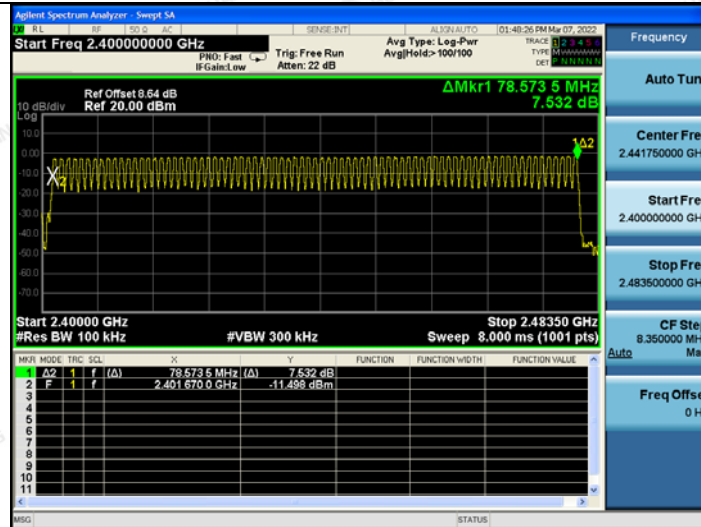 Agilent Spectrum Analyzer - Swept SA
RL RF 50 Ω AC SENSE:INT ALIGN AUTO 01:48:26 PM Mar 07, 2022
Start Freq 2.400000000 GHz
PNO: Fast
IFGain:Low
Trig: Free Run
Atten: 22 dB
Avg Type: Log-Pwr
Avg|Hold:>100/100
TRACE 1 2 3 4 5 6
TYPE M
DET P N N N N N
ΔMkr1 78.573 5 MHz
7.532 dB
Ref Offset 8.64 dB
10 dB/div Ref 20.00 dBm
Log
10.0
0.00
-10.0
-20.0
-30.0
-40.0
-50.0
-60.0
-70.0
1Δ2
2
Start 2.40000 GHz Stop 2.48350 GHz
#Res BW 100 kHz #VBW 300 kHz Sweep 8.000 ms (1001 pts)
MKR MODE TRC SCL X Y FUNCTION FUNCTION WIDTH FUNCTION VALUE
1 Δ2 1 f (Δ) 78.573 5 MHz (Δ) 7.532 dB
2 F 1 f 2.401 670 0 GHz -11.498 dBm
3
4
5
6
7
8
9
10
11
MSG STATUS
Frequency
Auto Tun
Center Fre
2.441750000 GH
Start Fre
2.400000000 GH
Stop Fre
2.483500000 GH
CF Ste
8.350000 MH
Auto Ma
Freq Offse
0 H